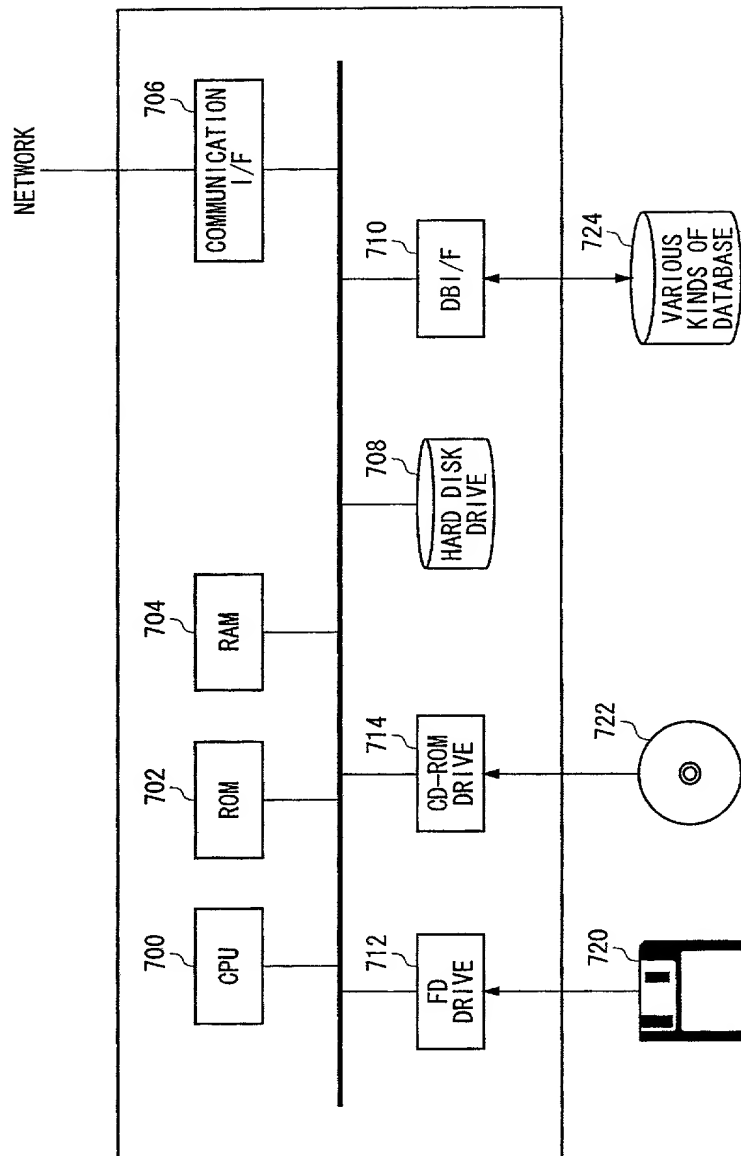 NETWORK
700
CPU
702
ROM
704
RAM
706
COMMUNICATION
I/F
712
FD
DRIVE
714
CD-ROM
DRIVE
708
HARD DISK
DRIVE
710
DBI/F
720
722
724
VARIOUS
KINDS OF
DATABASE